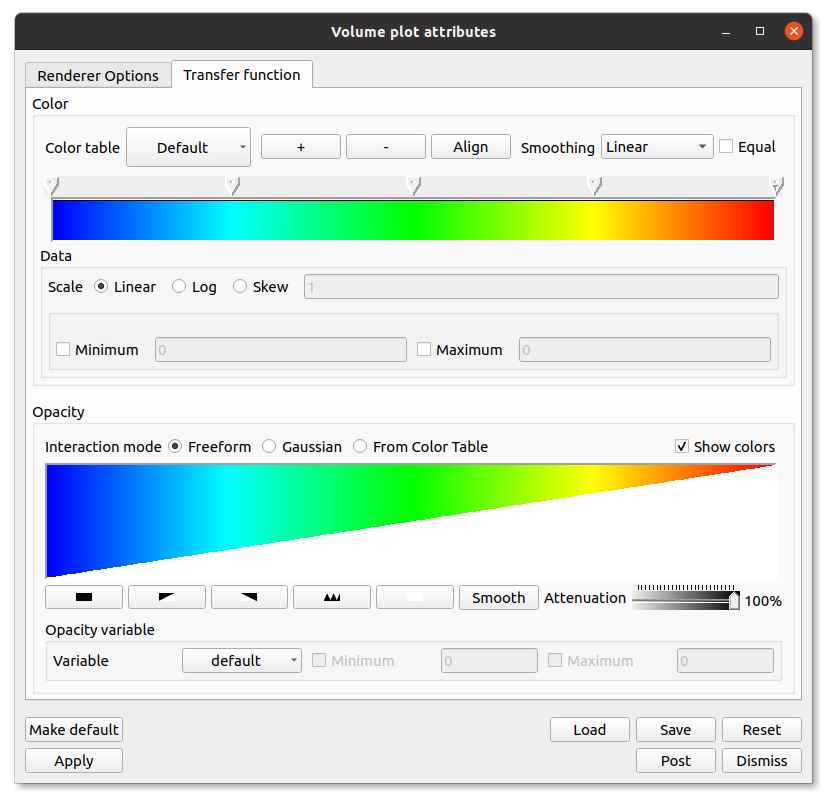 Volume plot attributes
Renderer Options Transfer function
Color
Color table Default + - Align Smoothing Linear Equal
Data
Scale Linear Log Skew 1
Minimum 0 Maximum 0
Opacity
Interaction mode Freeform Gaussian From Color Table Show colors
Smooth Attenuation 100%
Opacity variable
Variable default Minimum 0 Maximum 0
Make default Load Save Reset
Apply Post Dismiss